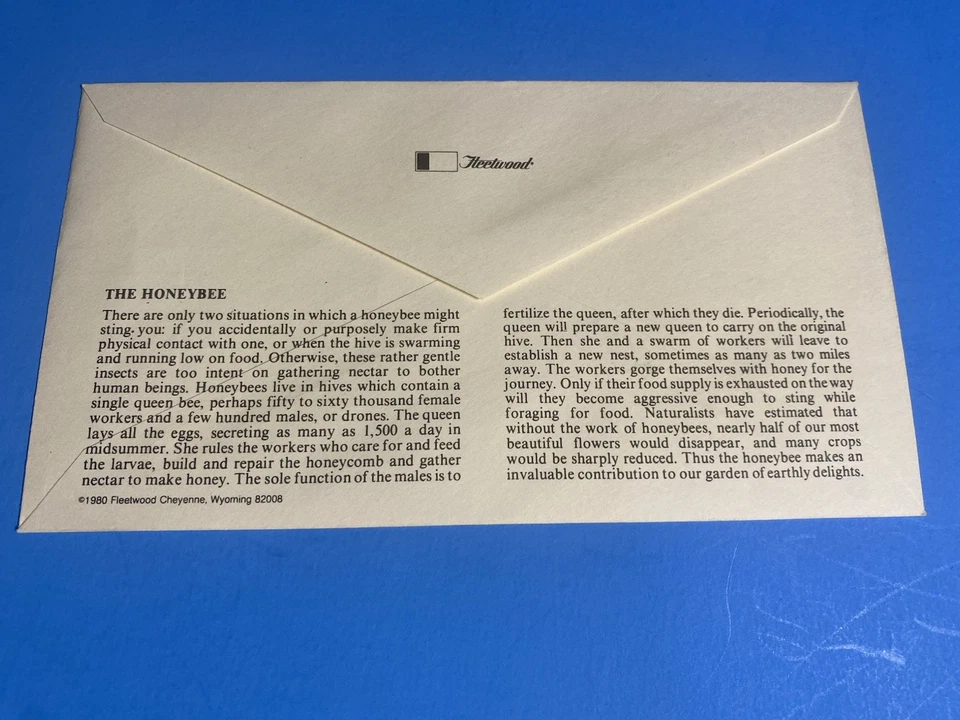 Fleetwood
THE HONEYBEE
There are only two situations in which a honeybee might
sting you: if you accidentally or purposely make firm
physical contact with one, or when the hive is swarming
and running low on food. Otherwise, these rather gentle
insects are too intent on gathering nectar to bother
human beings. Honeybees live in hives which contain a
single queen bee, perhaps fifty to sixty thousand female
workers and a few hundred males, or drones. The queen
lays all the eggs, secreting as many as 1,500 a day in
midsummer. She rules the workers who care for and feed
the larvae, build and repair the honeycomb and gather
nectar to make honey. The sole function of the males is to
©1980 Fleetwood Cheyenne, Wyoming 82008
fertilize the queen, after which they die. Periodically, the
queen will prepare a new queen to carry on the original
hive. Then she and a swarm of workers will leave to
establish a new nest, sometimes as many as two miles
away. The workers gorge themselves with honey for the
journey. Only if their food supply is exhausted on the way
will they become aggressive enough to sting while
foraging for food. Naturalists have estimated that
without the work of honeybees, nearly half of our most
beautiful flowers would disappear, and many crops
would be sharply reduced. Thus the honeybee makes an
invaluable contribution to our garden of earthly delights.